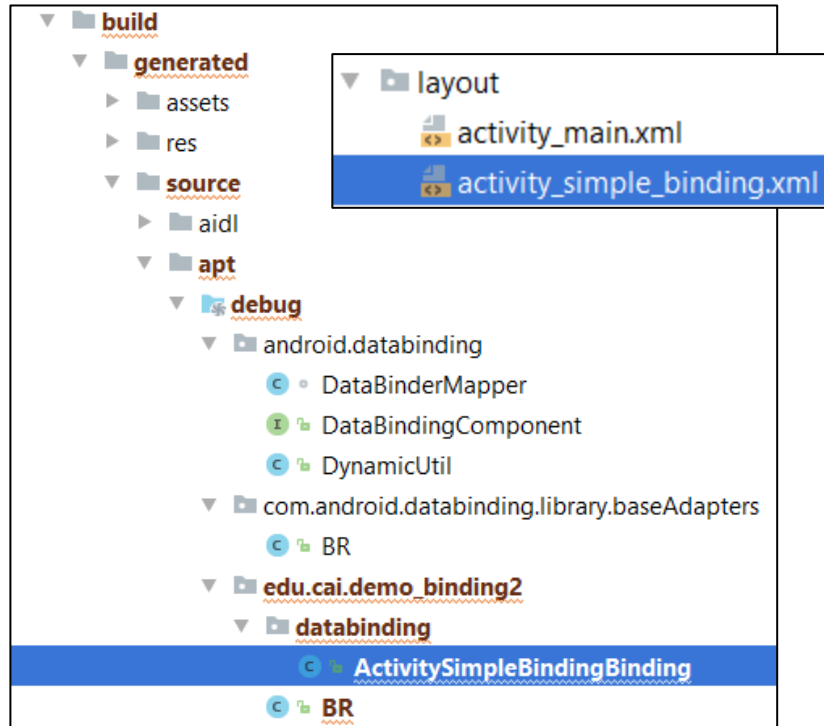 build
generated
assets
res
source
aidl
apt
debug
android.databinding
C DataBinderMapper
I DataBindingComponent
C DynamicUtil
com.android.databinding.library.baseAdapters
C BR
edu.cai.demo_binding2
databinding
C ActivitySimpleBindingBinding
C BR
layout
activity_main.xml
activity_simple_binding.xml